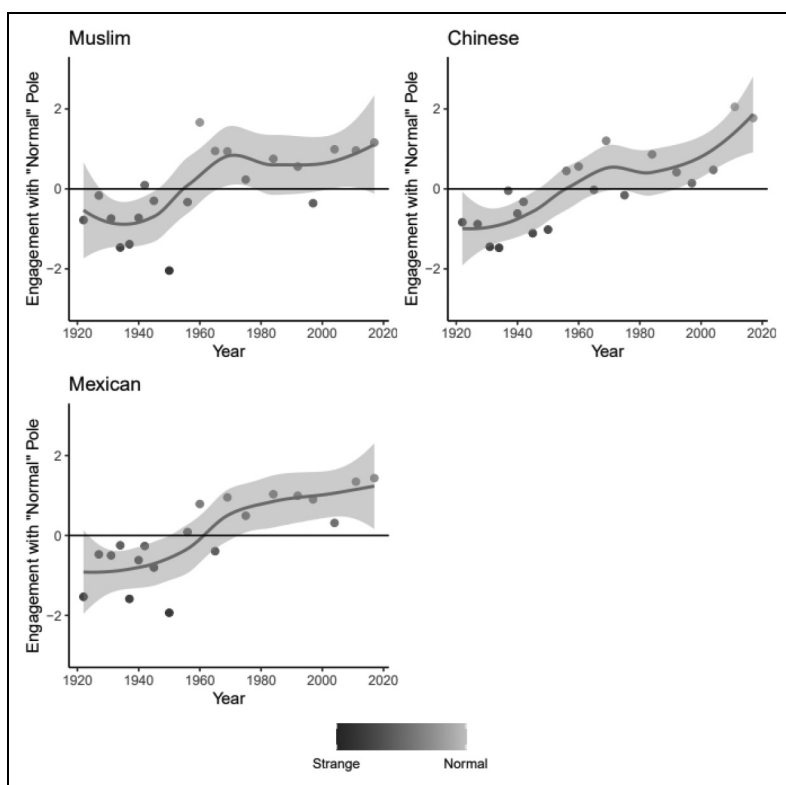 Muslim
Engagement with "Normal" Pole
2
0
−2
1920 1940 1960 1980 2000 2020
Year
Chinese
Engagement with "Normal" Pole
2
0
−2
1920 1940 1960 1980 2000 2020
Year
Mexican
Engagement with "Normal" Pole
2
0
−2
1920 1940 1960 1980 2000 2020
Year
Strange Normal